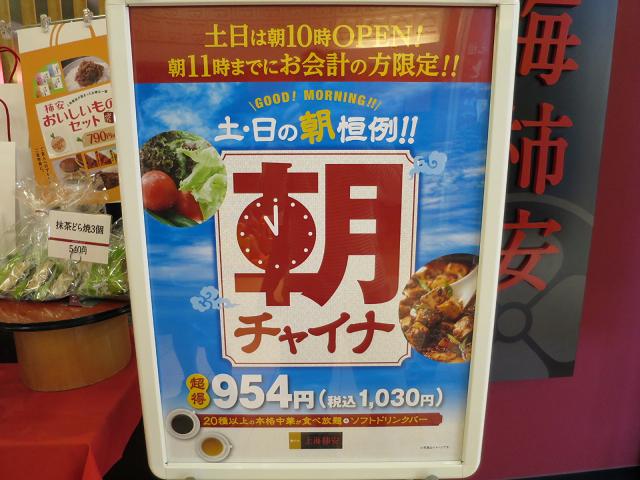 土日は朝10時OPEN!
朝11時までにお会計の方限定!!
GOOD! MORNING!!
土・日の朝恒例!!
朝
チャイナ
超得
954円(税込1,030円)
20種以上の本格中華が食べ放題+ソフトドリンクバー
上海柿安
柿安
おいしいもの
セット
790円
抹茶どら焼3個
540円
海柿安